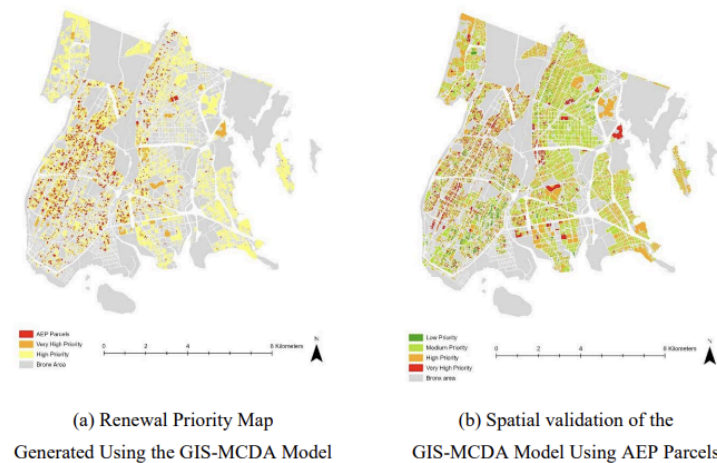 AEP Parcels
Very High Priority
High Priority
Bronx Area
0 2 4 8 Kilometers
N
Low Priority
Medium Priority
High Priority
Very High Priority
Bronx area
0 2 4 8 Kilometers
N
(a) Renewal Priority Map
Generated Using the GIS-MCDA Model
(b) Spatial validation of the
GIS-MCDA Model Using AEP Parcels